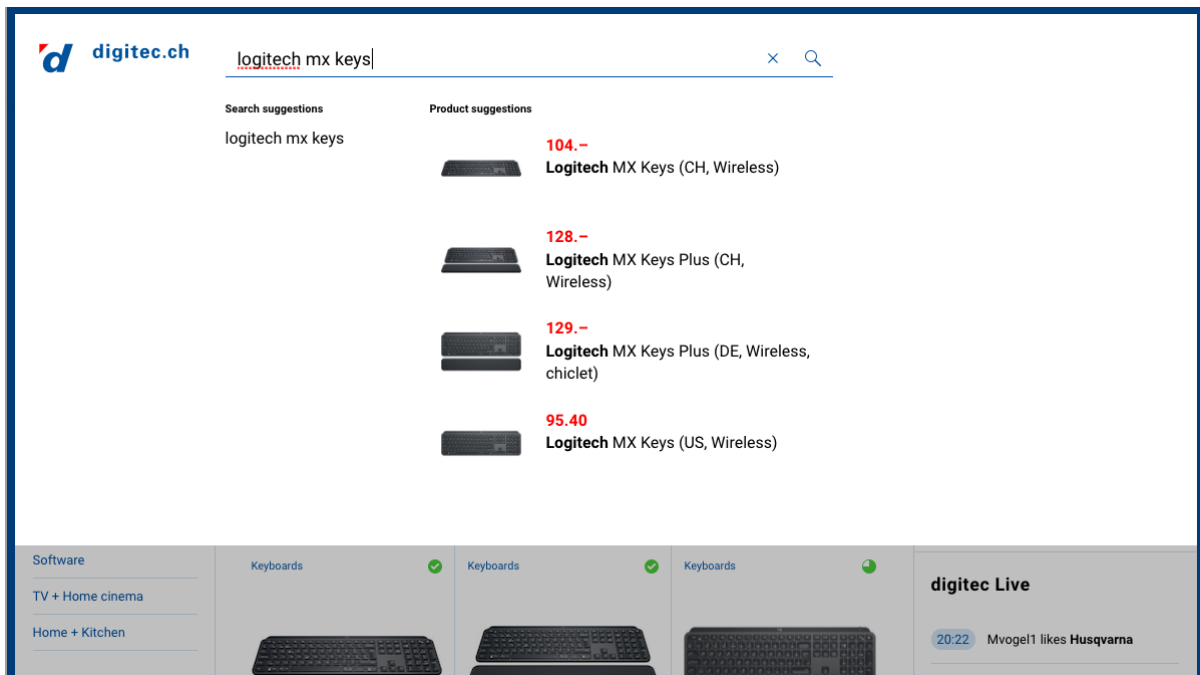 digitec.ch
logitech mx keys
Search suggestions
logitech mx keys
Product suggestions
104.–
Logitech MX Keys (CH, Wireless)
128.–
Logitech MX Keys Plus (CH,
Wireless)
129.–
Logitech MX Keys Plus (DE, Wireless,
chiclet)
95.40
Logitech MX Keys (US, Wireless)
Software
TV + Home cinema
Home + Kitchen
Keyboards
Keyboards
Keyboards
digitec Live
20:22 Mvogel1 likes Husqvarna